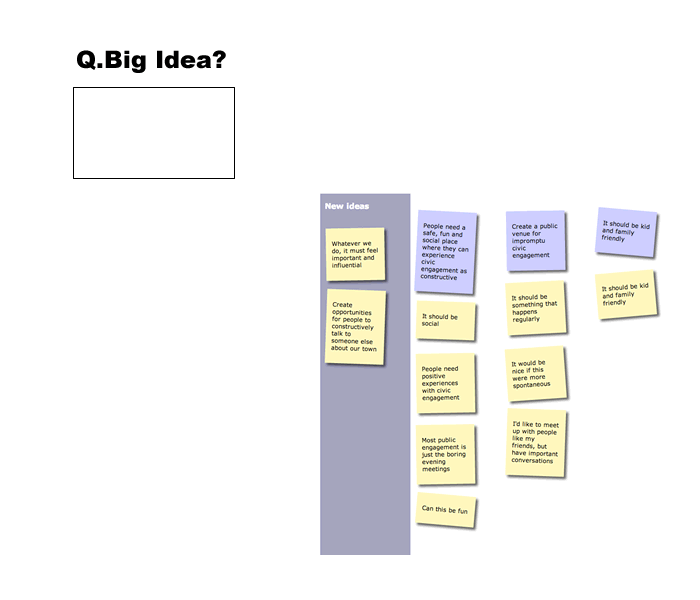 Q.Big Idea?
New ideas
Whatever we
do, it must feel
important and
influential
Create
opportunities
for people to
constructively
talk to
someone else
about our town
People need a
safe, fun and
social place
where they can
experience
civic
engagement as
constructive
It should be
social
People need
positive
experiences
with civic
engagement
Most public
engagement is
just the boring
evening
meetings
Can this be fun
Create a public
venue for
impromptu
civic
engagement
It should be
something that
happens
regularly
It would be
nice if this
were more
spontaneous
I'd like to meet
up with people
like my
friends, but
have important
conversations
It should be kid
and family
friendly
It should be kid
and family
friendly